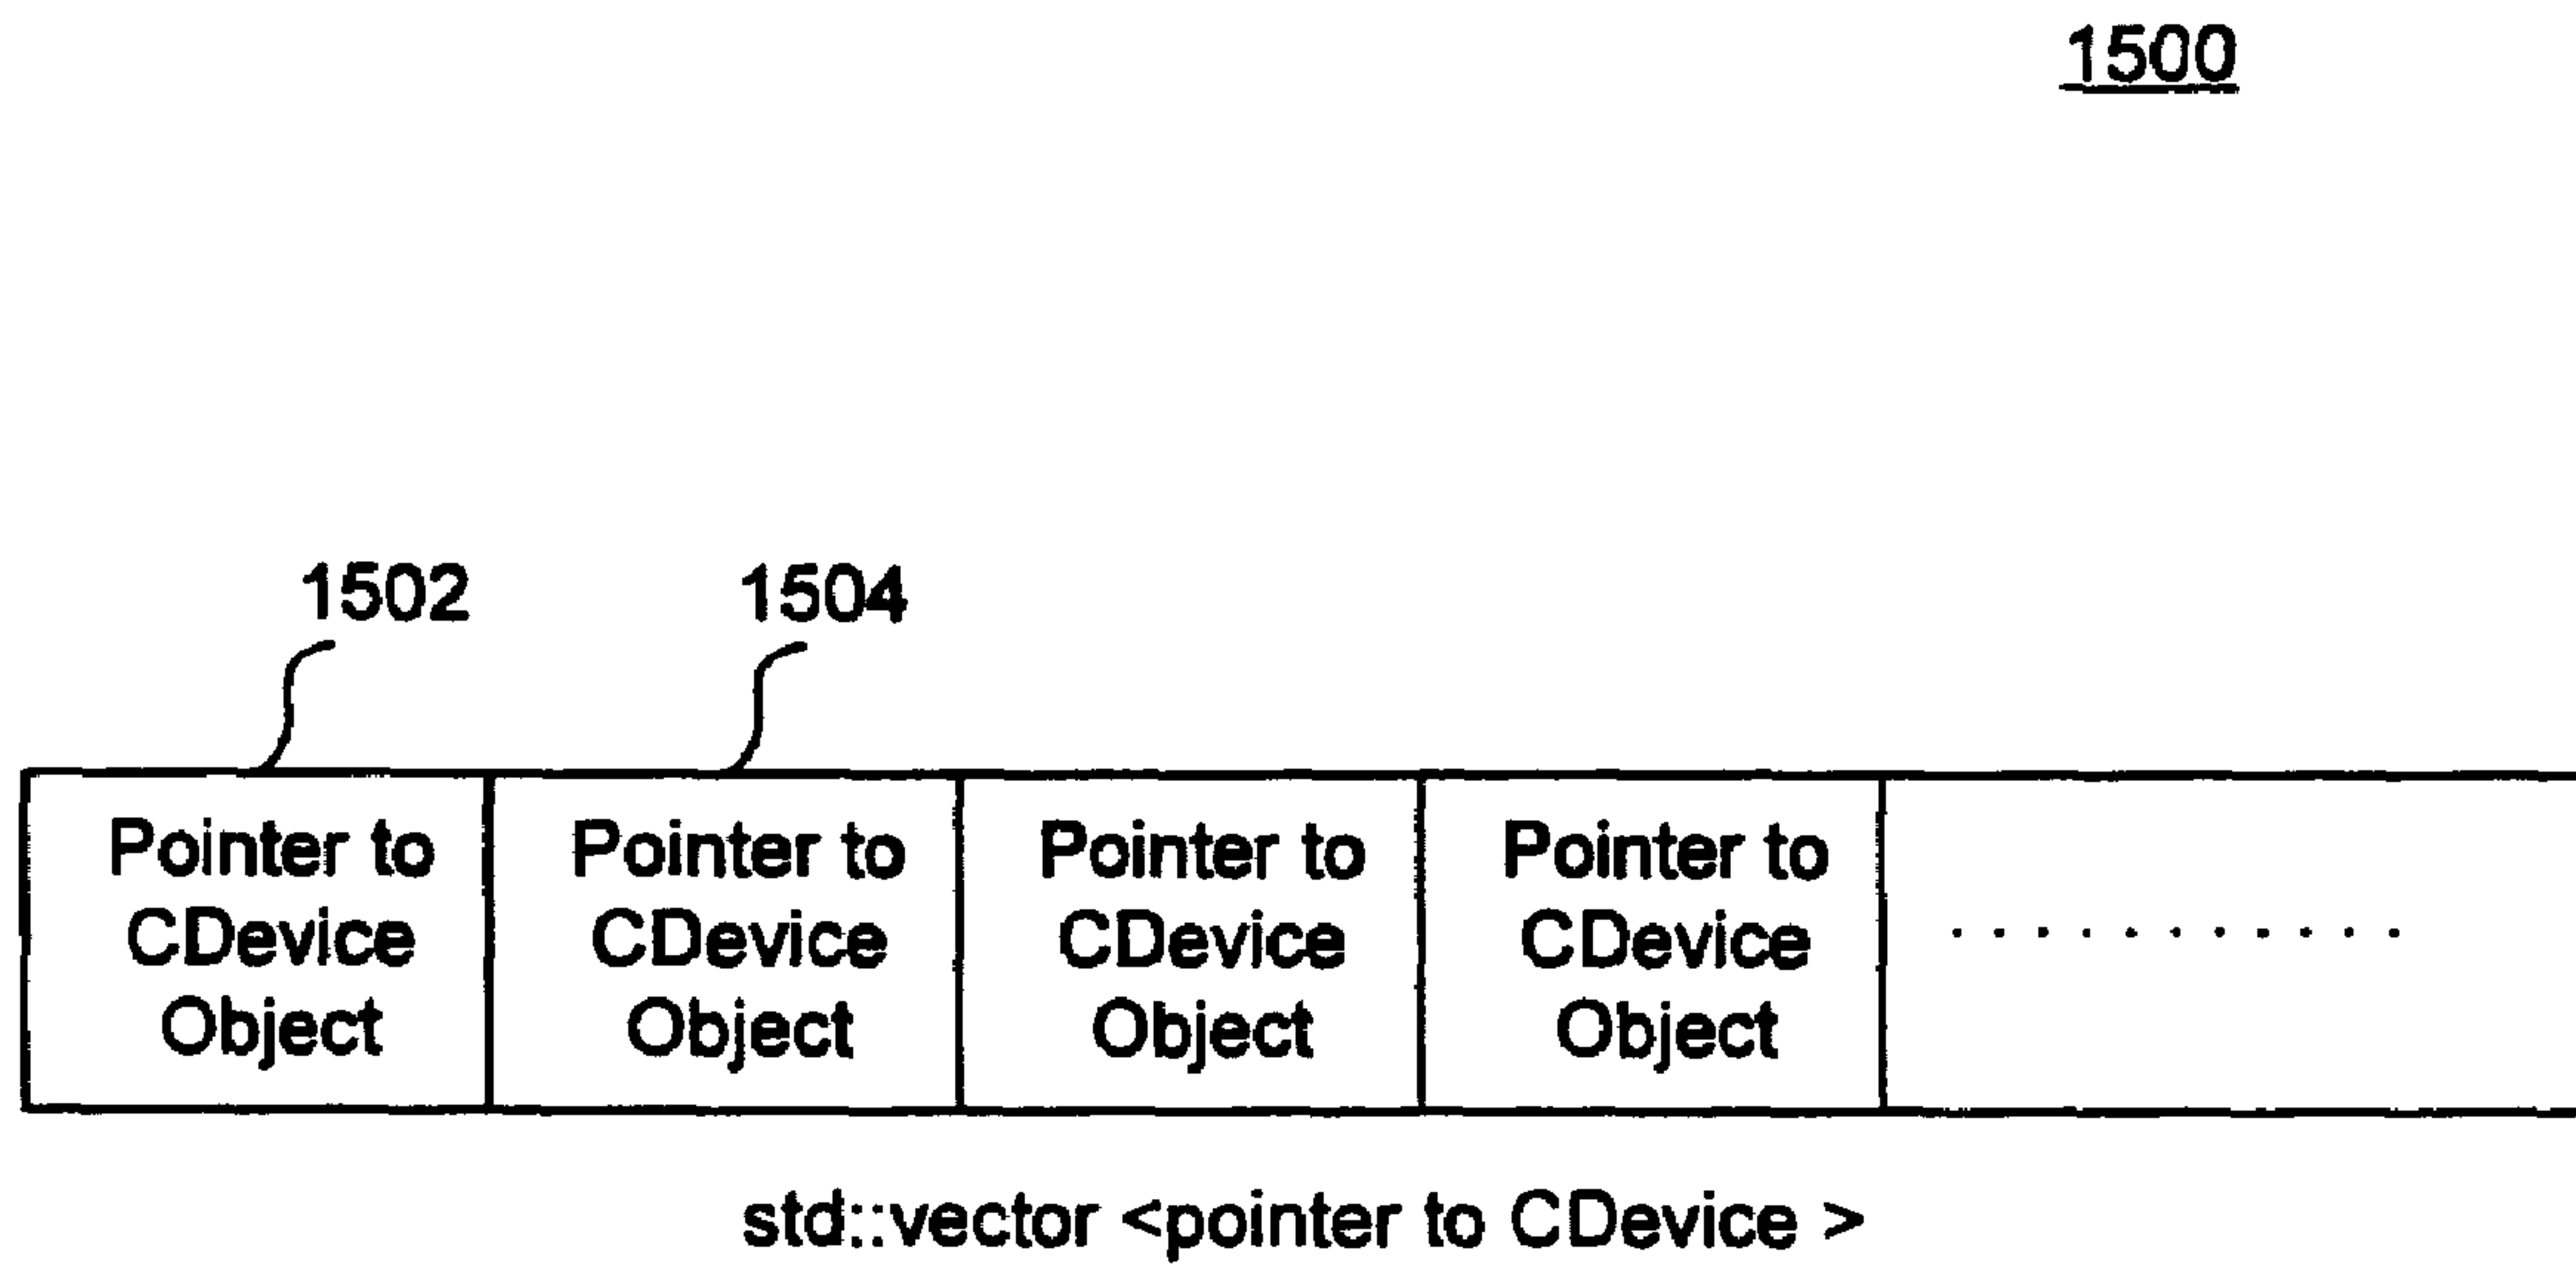 1500
1502 1504
Pointer to Pointer to Pointer to Pointer to
CDevice CDevice CDevice CDevice . . . . . . . . . . .
Object Object Object Object
std::vector <pointer to CDevice >